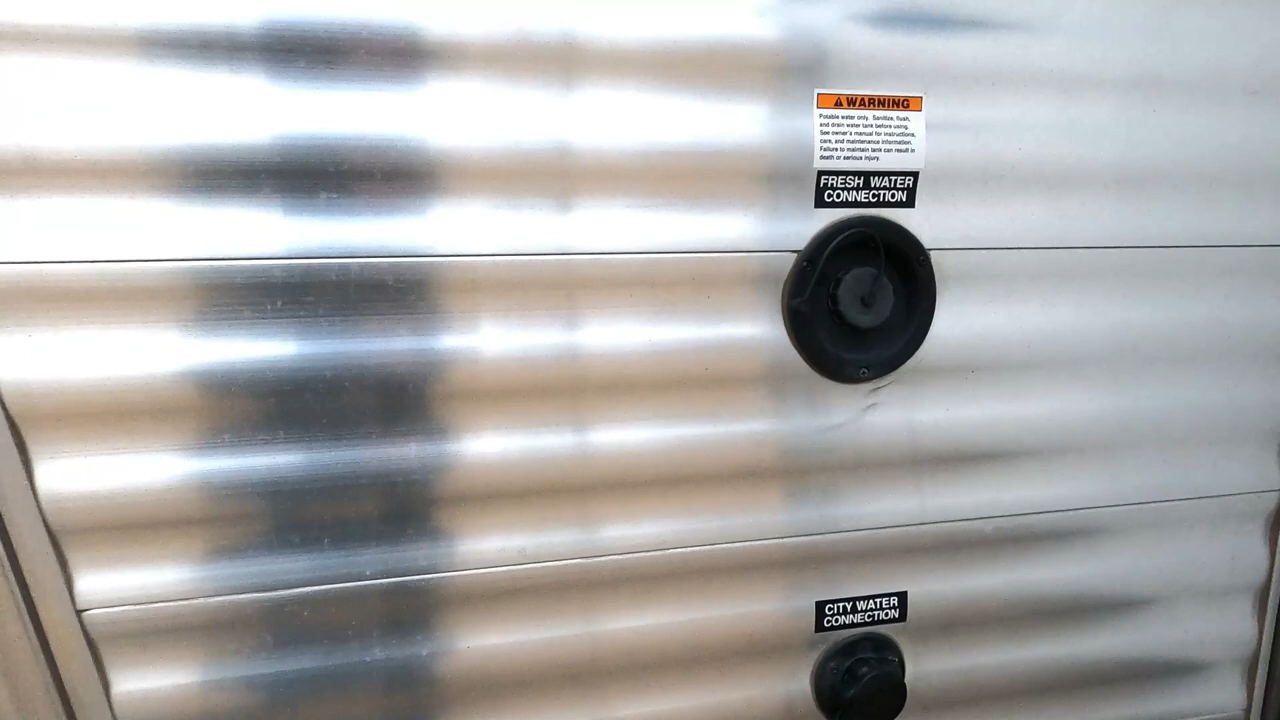 WARNING
Potable water only. Sanitize, flush,
and drain water tank before using.
See owner's manual for instructions,
care, and maintenance information.
Failure to maintain tank can result in
death or serious injury.
FRESH WATER
CONNECTION
CITY WATER
CONNECTION